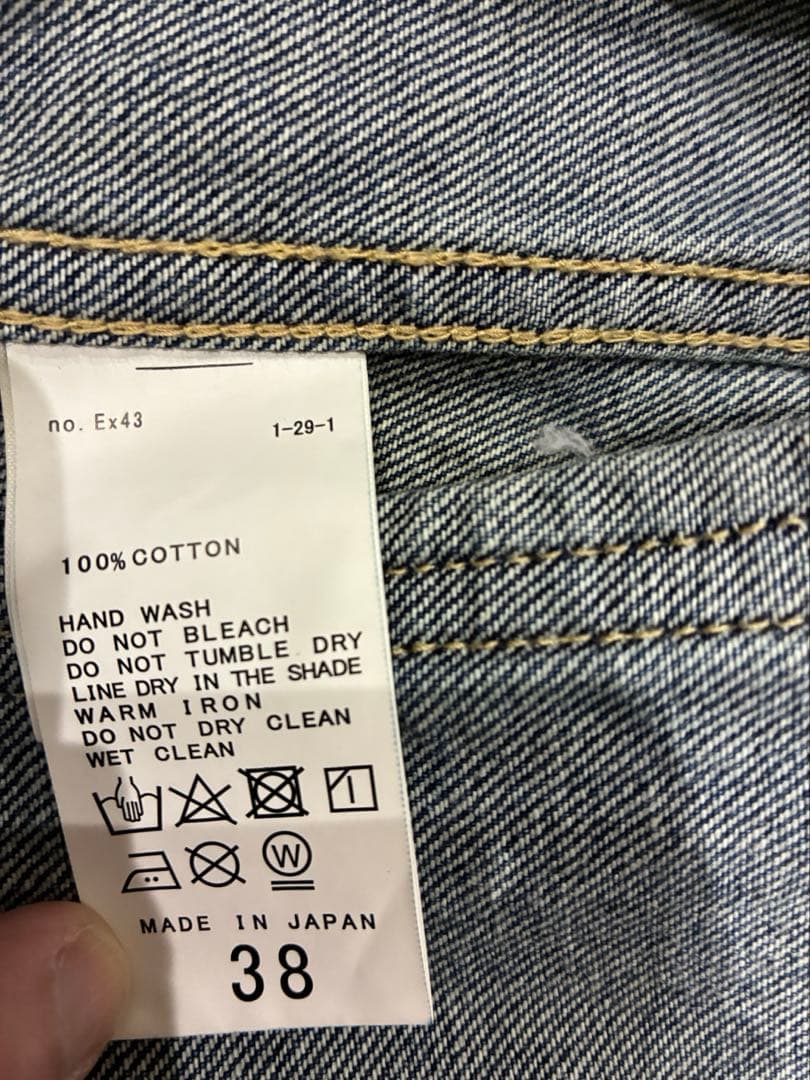 no. Ex43 1-29-1
100% COTTON
HAND WASH
DO NOT BLEACH
DO NOT TUMBLE DRY
LINE DRY IN THE SHADE
WARM IRON
DO NOT DRY CLEAN
WET CLEAN
W
MADE IN JAPAN
38